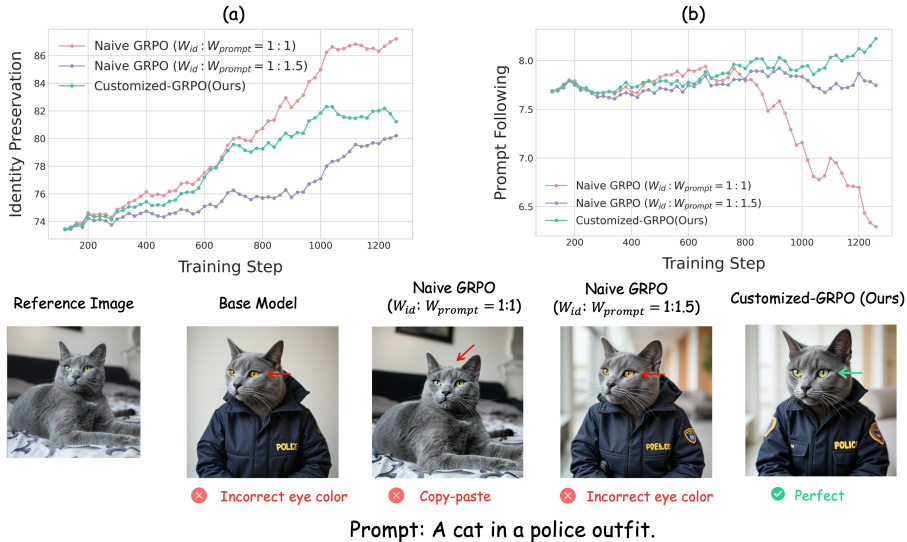 (a)
Naive GRPO (W_id : W_prompt = 1 : 1)
Naive GRPO (W_id : W_prompt = 1 : 1.5)
Customized-GRPO(Ours)
Identity Preservation
86
84
82
80
78
76
74
200 400 600 800 1000 1200
Training Step
(b)
Prompt Following
8.0
7.5
7.0
6.5
Naive GRPO (W_id : W_prompt = 1 : 1)
Naive GRPO (W_id : W_prompt = 1 : 1.5)
Customized-GRPO(Ours)
200 400 600 800 1000 1200
Training Step
Reference Image
Base Model
POLICE
Incorrect eye color
Naive GRPO
(W_id: W_prompt = 1:1)
Copy-paste
Naive GRPO
(W_id: W_prompt = 1:1.5)
Incorrect eye color
Customized-GRPO (Ours)
POLIC
Perfect
Prompt: A cat in a police outfit.